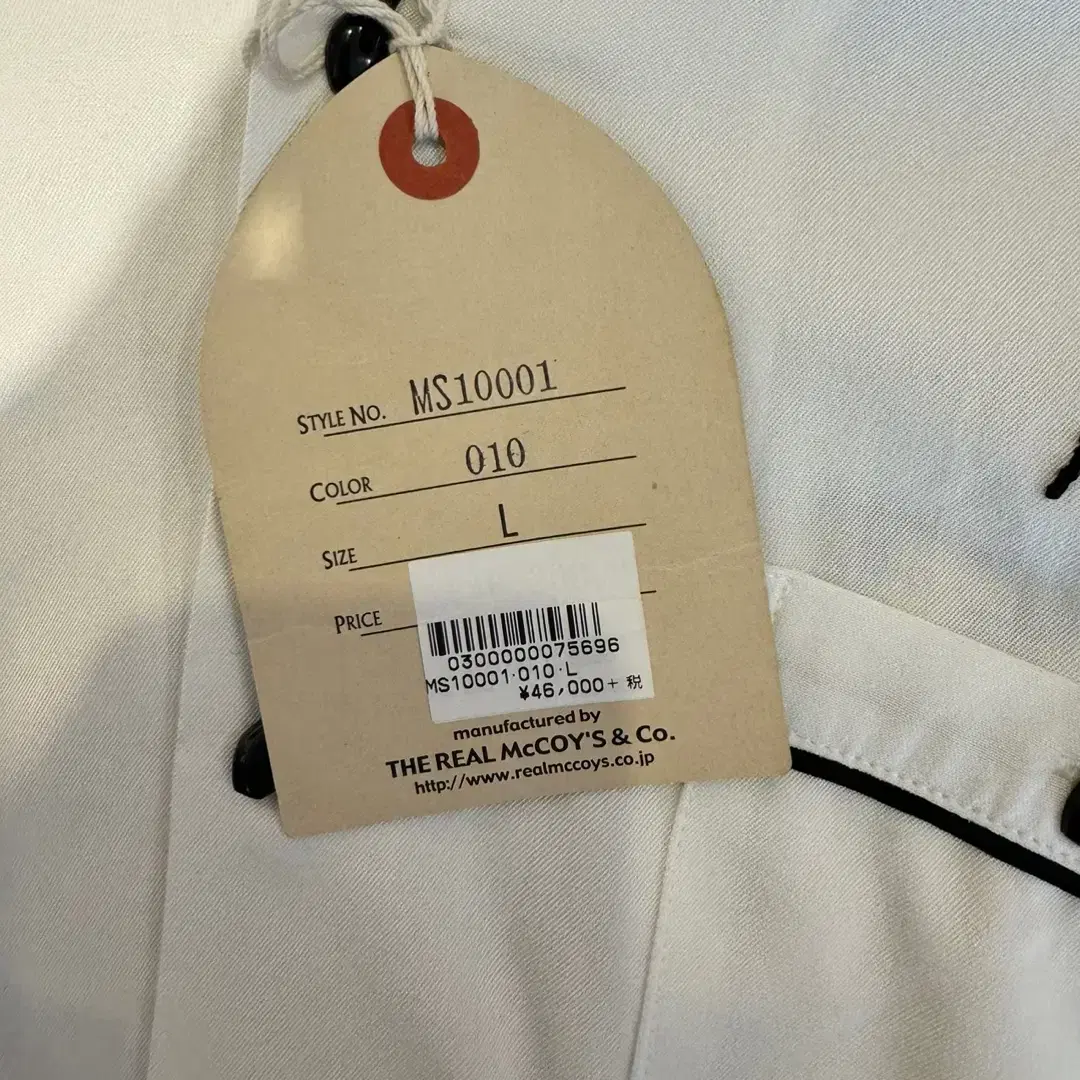 STYLE NO. MS10001
COLOR 010
SIZE L
PRICE
0300000075696
MS10001·010·L
¥46,000+ 税
manufactured by
THE REAL McCOY'S & Co.
http://www.realmccoys.co.jp